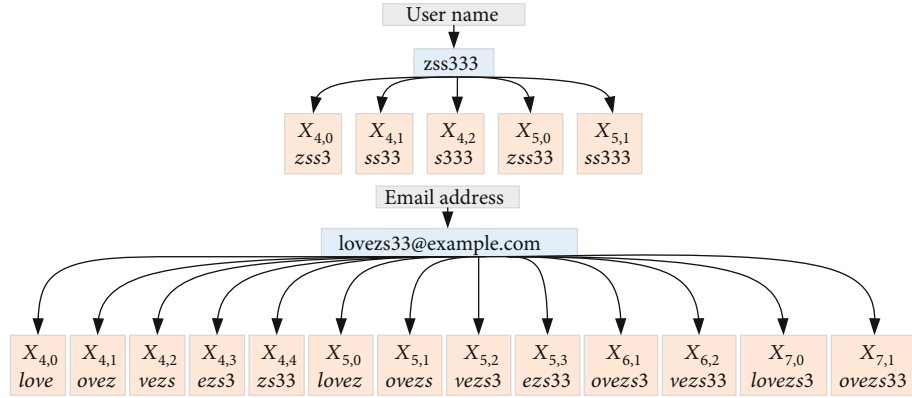 User name
zss333
X4,0 X4,1 X4,2 X5,0 X5,1
zss3 ss33 s333 zss33 ss333
Email address
lovezs33@example.com
X4,0 X4,1 X4,2 X4,3 X4,4 X5,0 X5,1 X5,2 X5,3 X6,1 X6,2 X7,0 X7,1
love ovez vezs ezs3 zs33 lovez ovezs vezs3 ezs33 ovezs3 vezs33 lovezs3 ovezs33